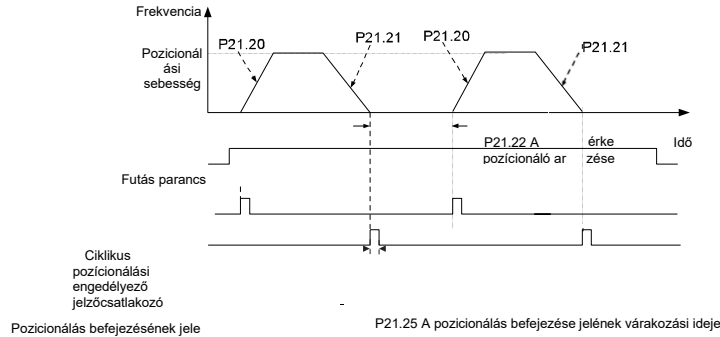 Frekvencia
P21.20
P21.21
P21.20
P21.21
Pozicionál
ási
sebesség
P21.22 A
pozícionáló ar
érke
zése
Idő
Futás parancs
Ciklikus
pozícionálási
engedélyező
jelzőcsatlakozó
Pozicionálás befejezésének jele
P21.25 A pozicionálás befejezése jelének várakozási ideje